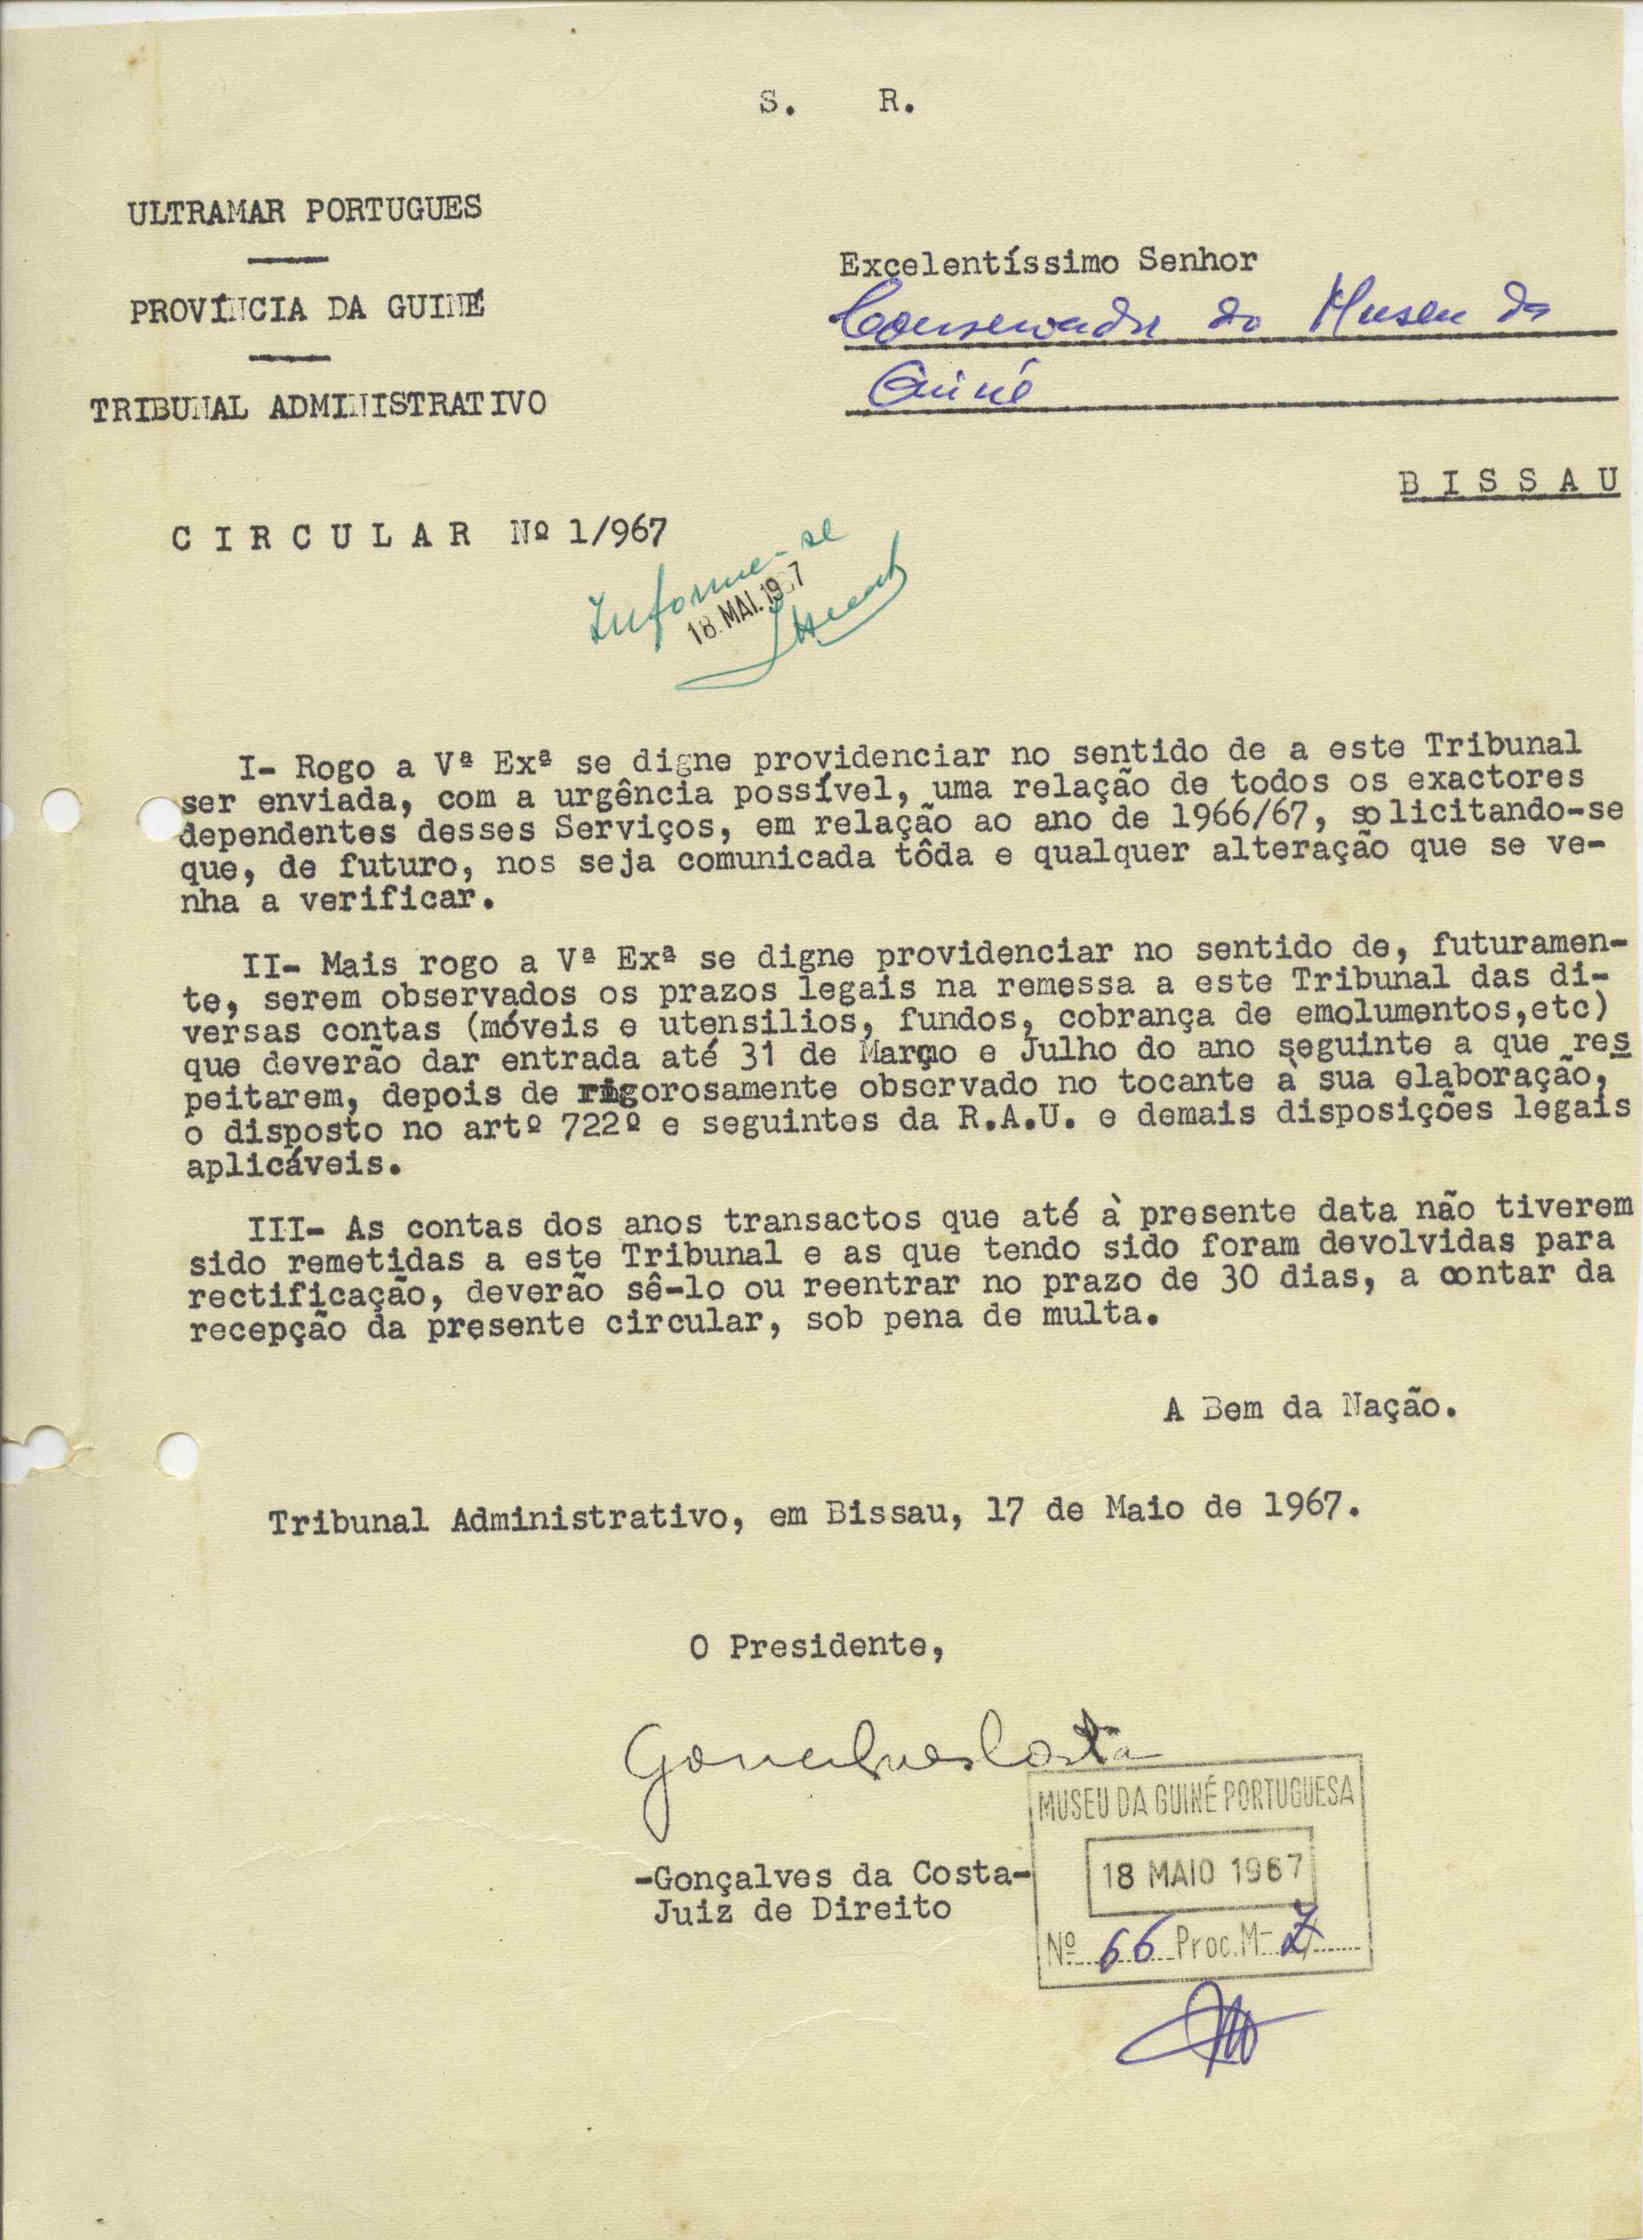 S. R.
ULTRAMAR PORTUGUES
PROVÍNCIA DA GUINÉ
TRIBUNAL ADMINISTRATIVO
Excelentíssimo Senhor
Conservador do Museu da
Guiné
B I S S A U
C I R C U L A R Nº 1/967
Informe-se
18. MAI. 1967
I- Rogo a Vª Exª se digne providenciar no sentido de a este Tribunal
ser enviada, com a urgência possível, uma relação de todos os exactores
dependentes desses Serviços, em relação ao ano de 1966/67, solicitando-se
que, de futuro, nos seja comunicada tôda e qualquer alteração que se ve-
nha a verificar.
II- Mais rogo a Vª Exª se digne providenciar no sentido de, futuramen-
te, serem observados os prazos legais na remessa a este Tribunal das di-
versas contas (móveis e utensilios, fundos, cobrança de emolumentos,etc)
que deverão dar entrada até 31 de Março e Julho do ano seguinte a que res
peitarem, depois de rigorosamente observado no tocante à sua elaboração,
o disposto no artº 722º e seguintes da R.A.U. e demais disposições legais
aplicáveis.
III- As contas dos anos transactos que até à presente data não tiverem
sido remetidas a este Tribunal e as que tendo sido foram devolvidas para
rectificação, deverão sê-lo ou reentrar no prazo de 30 dias, a contar da
recepção da presente circular, sob pena de multa.
A Bem da Nação.
Tribunal Administrativo, em Bissau, 17 de Maio de 1967.
O Presidente,
Gonçalves Costa
-Gonçalves da Costa-
Juiz de Direito
MUSEU DA GUINÉ PORTUGUESA
18 MAIO 1967
Nº 66 Proc. M-Z/